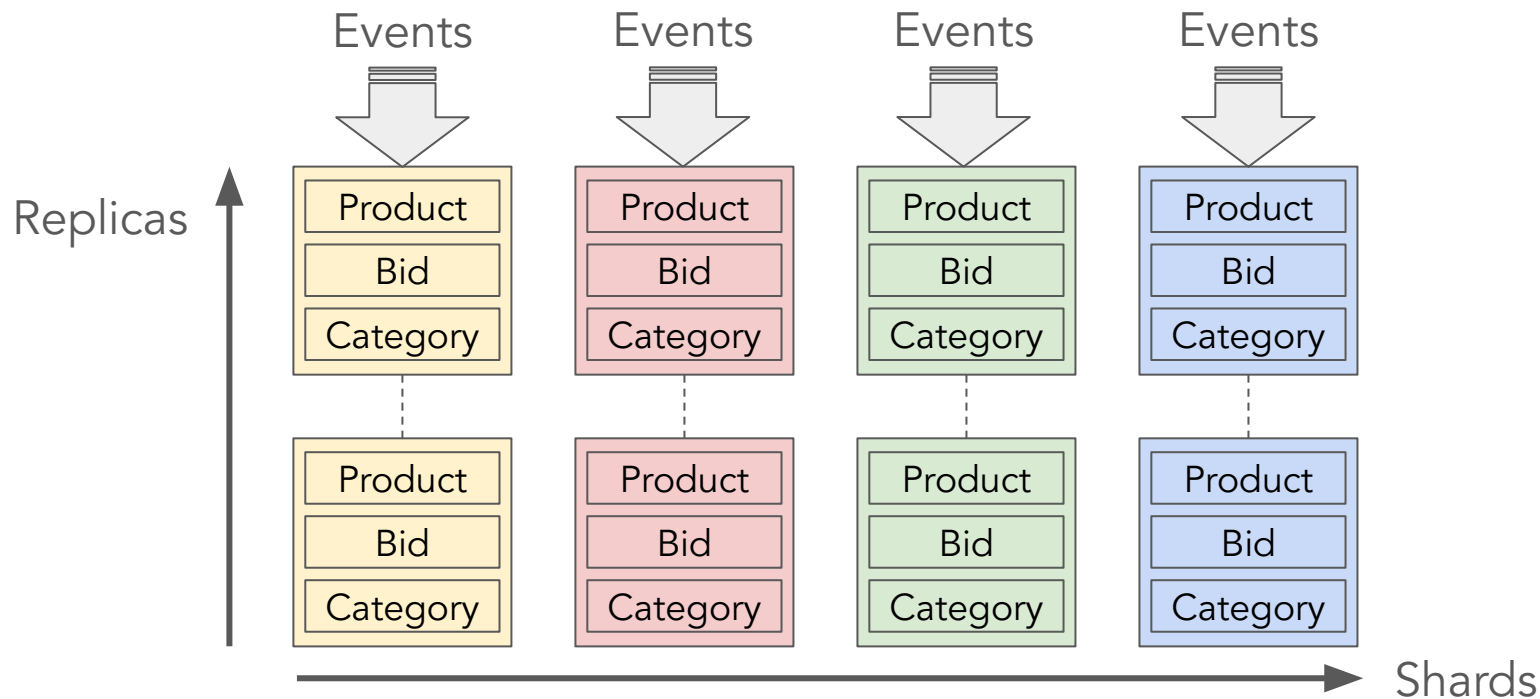 Events Events Events Events
Replicas
Product Product Product Product
Bid Bid Bid Bid
Category Category Category Category
Product Product Product Product
Bid Bid Bid Bid
Category Category Category Category
Shards